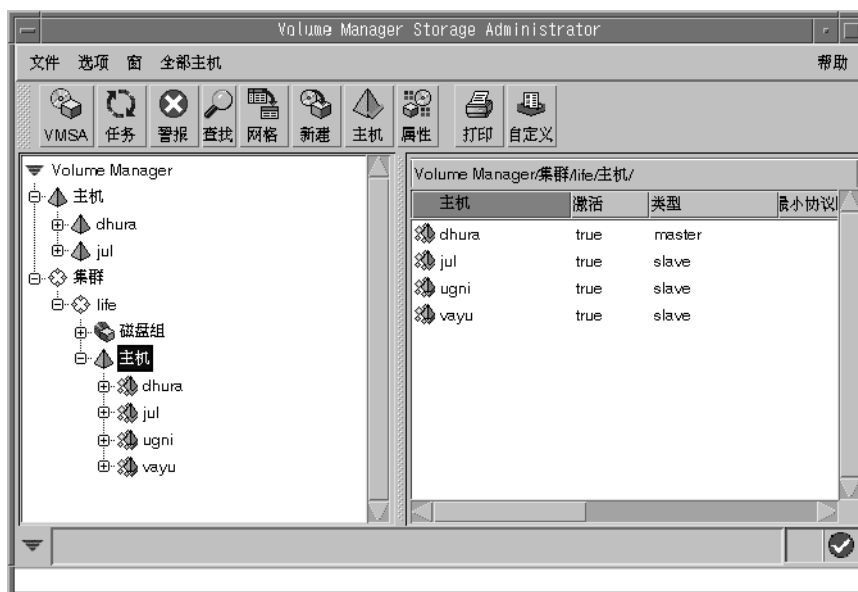 Volume Manager Storage Administrator
文件 选项 窗 全部主机 帮助
VMSA 任务 警报 查找 网格 新建 主机 属性 打印 自定义
Volume Manager
主机
dhura
jul
集群
life
磁盘组
主机
dhura
jul
ugni
vayu
Volume Manager/集群/life/主机/
主机 激活 类型 最小协议
dhura true master
jul true slave
ugni true slave
vayu true slave